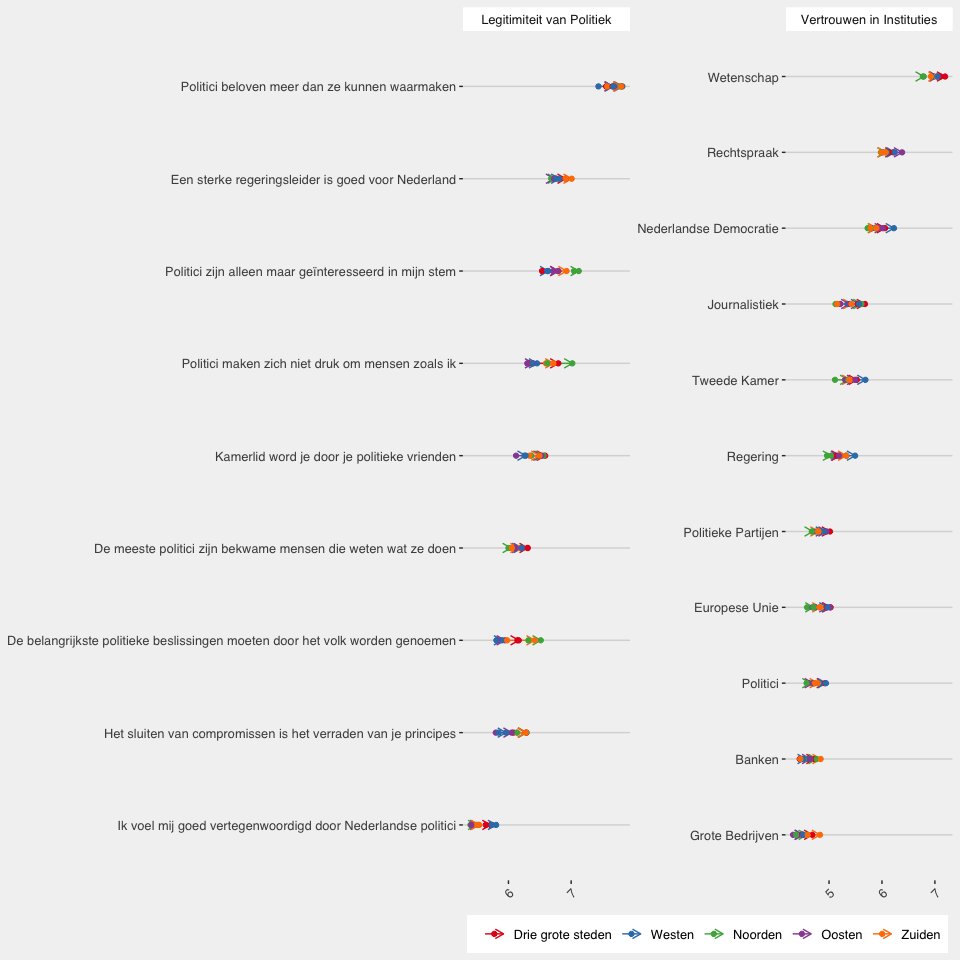 Legitimiteit van Politiek
Politici beloven meer dan ze kunnen waarmaken
Een sterke regeringsleider is goed voor Nederland
Politici zijn alleen maar geïnteresseerd in mijn stem
Politici maken zich niet druk om mensen zoals ik
Kamerlid word je door je politieke vrienden
De meeste politici zijn bekwame mensen die weten wat ze doen
De belangrijkste politieke beslissingen moeten door het volk worden genoemen
Het sluiten van compromissen is het verraden van je principes
Ik voel mij goed vertegenwoordigd door Nederlandse politici
6 7
Vertrouwen in Instituties
Wetenschap
Rechtspraak
Nederlandse Democratie
Journalistiek
Tweede Kamer
Regering
Politieke Partijen
Europese Unie
Politici
Banken
Grote Bedrijven
5 6 7
Drie grote steden Westen Noorden Oosten Zuiden